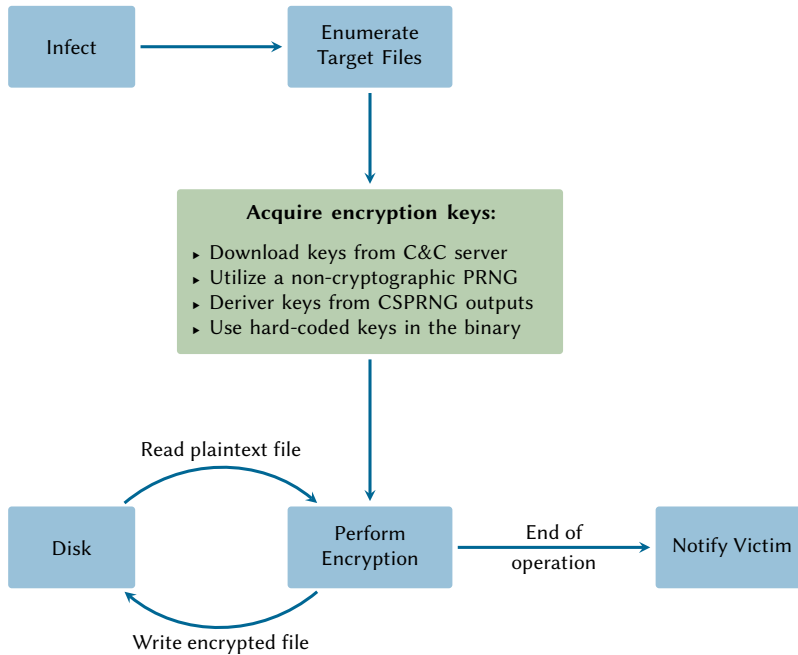 Infect
Enumerate
Target Files
Acquire encryption keys:
▸ Download keys from C&C server
▸ Utilize a non-cryptographic PRNG
▸ Deriver keys from CSPRNG outputs
▸ Use hard-coded keys in the binary
Read plaintext file
Disk
Perform
Encryption
End of
operation
Notify Victim
Write encrypted file